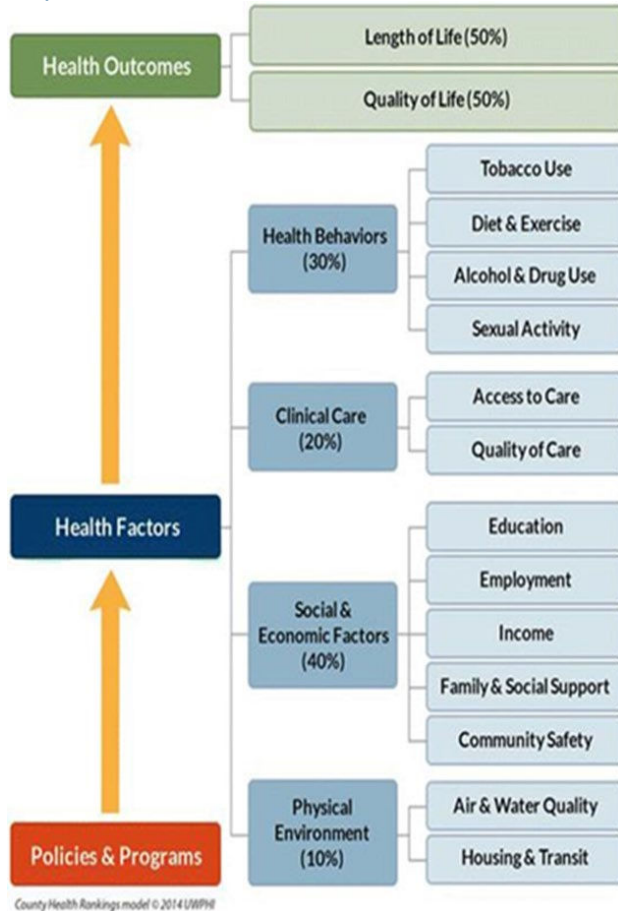 Health Outcomes
Length of Life (50%)
Quality of Life (50%)
Health Behaviors
(30%)
Tobacco Use
Diet & Exercise
Alcohol & Drug Use
Sexual Activity
Clinical Care
(20%)
Access to Care
Quality of Care
Health Factors
Social &
Economic Factors
(40%)
Education
Employment
Income
Family & Social Support
Community Safety
Physical
Environment
(10%)
Air & Water Quality
Housing & Transit
Policies & Programs
County Health Rankings model © 2014 UWPHI